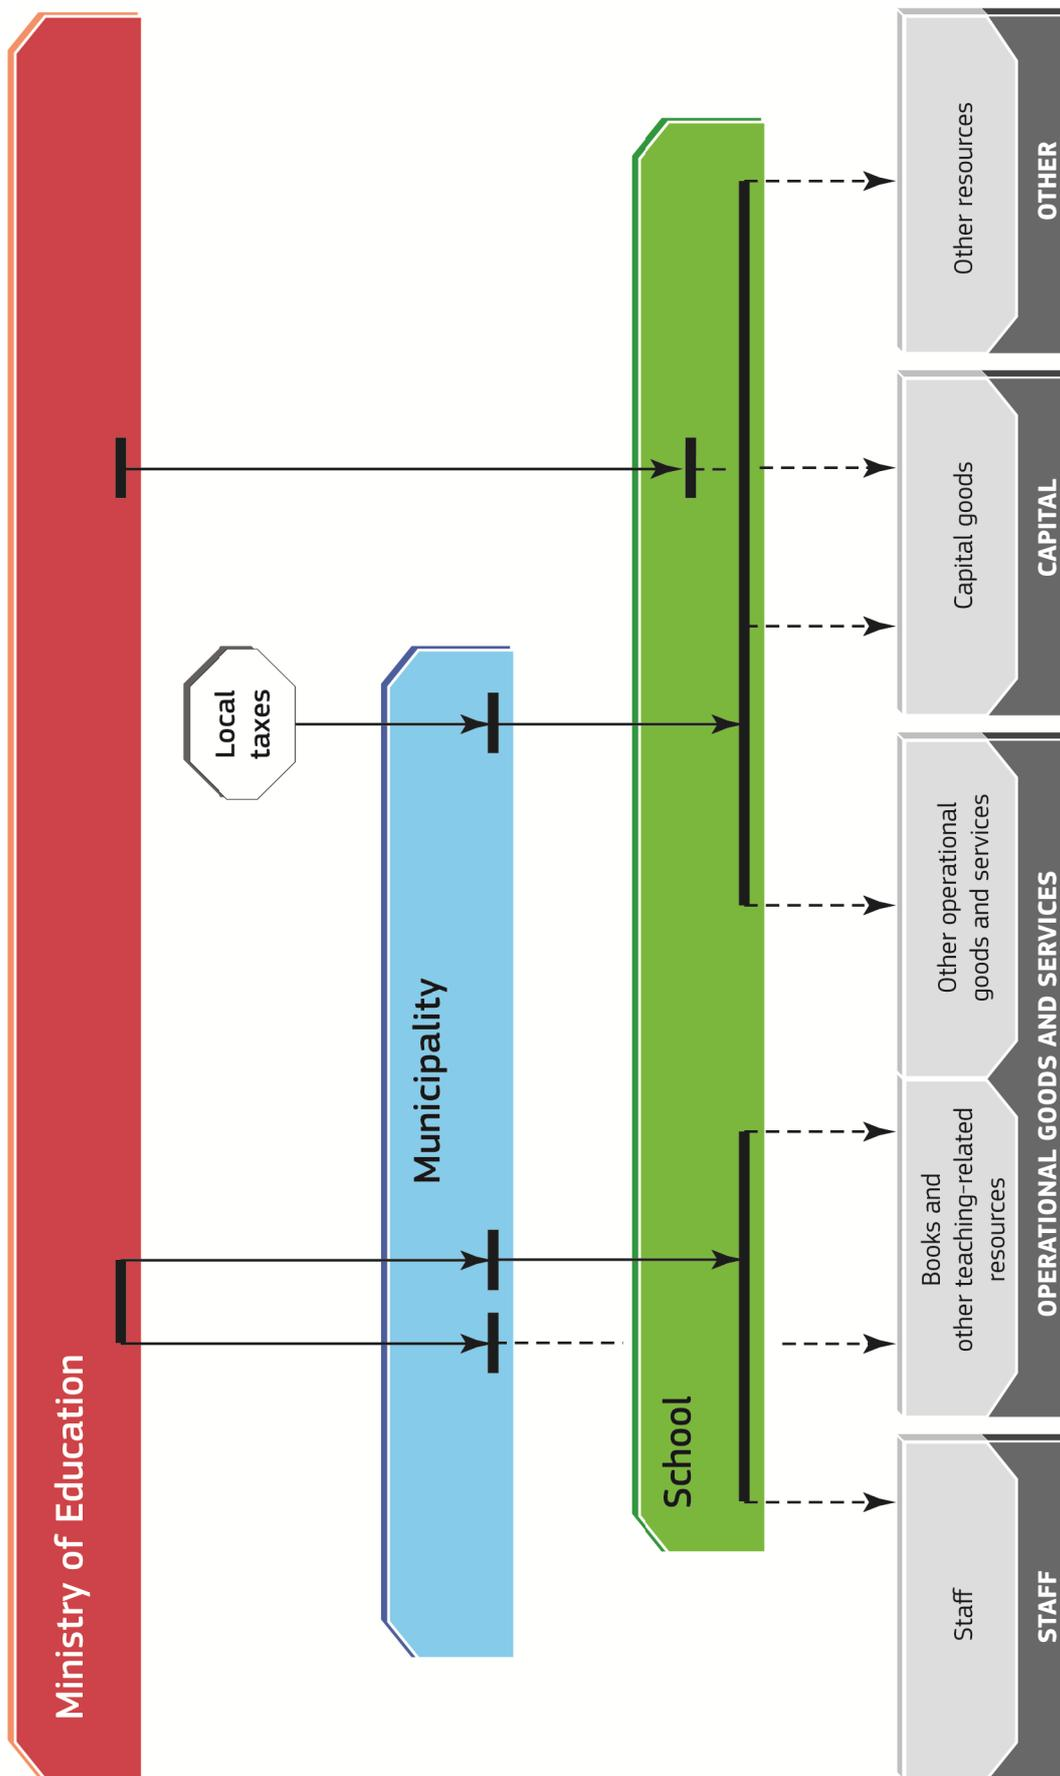 Ministry of Education
Local
taxes
Municipality
School
Staff
Books and
other teaching-related
resources
Other operational
goods and services
Capital goods
Other resources
STAFF
OPERATIONAL GOODS AND SERVICES
CAPITAL
OTHER